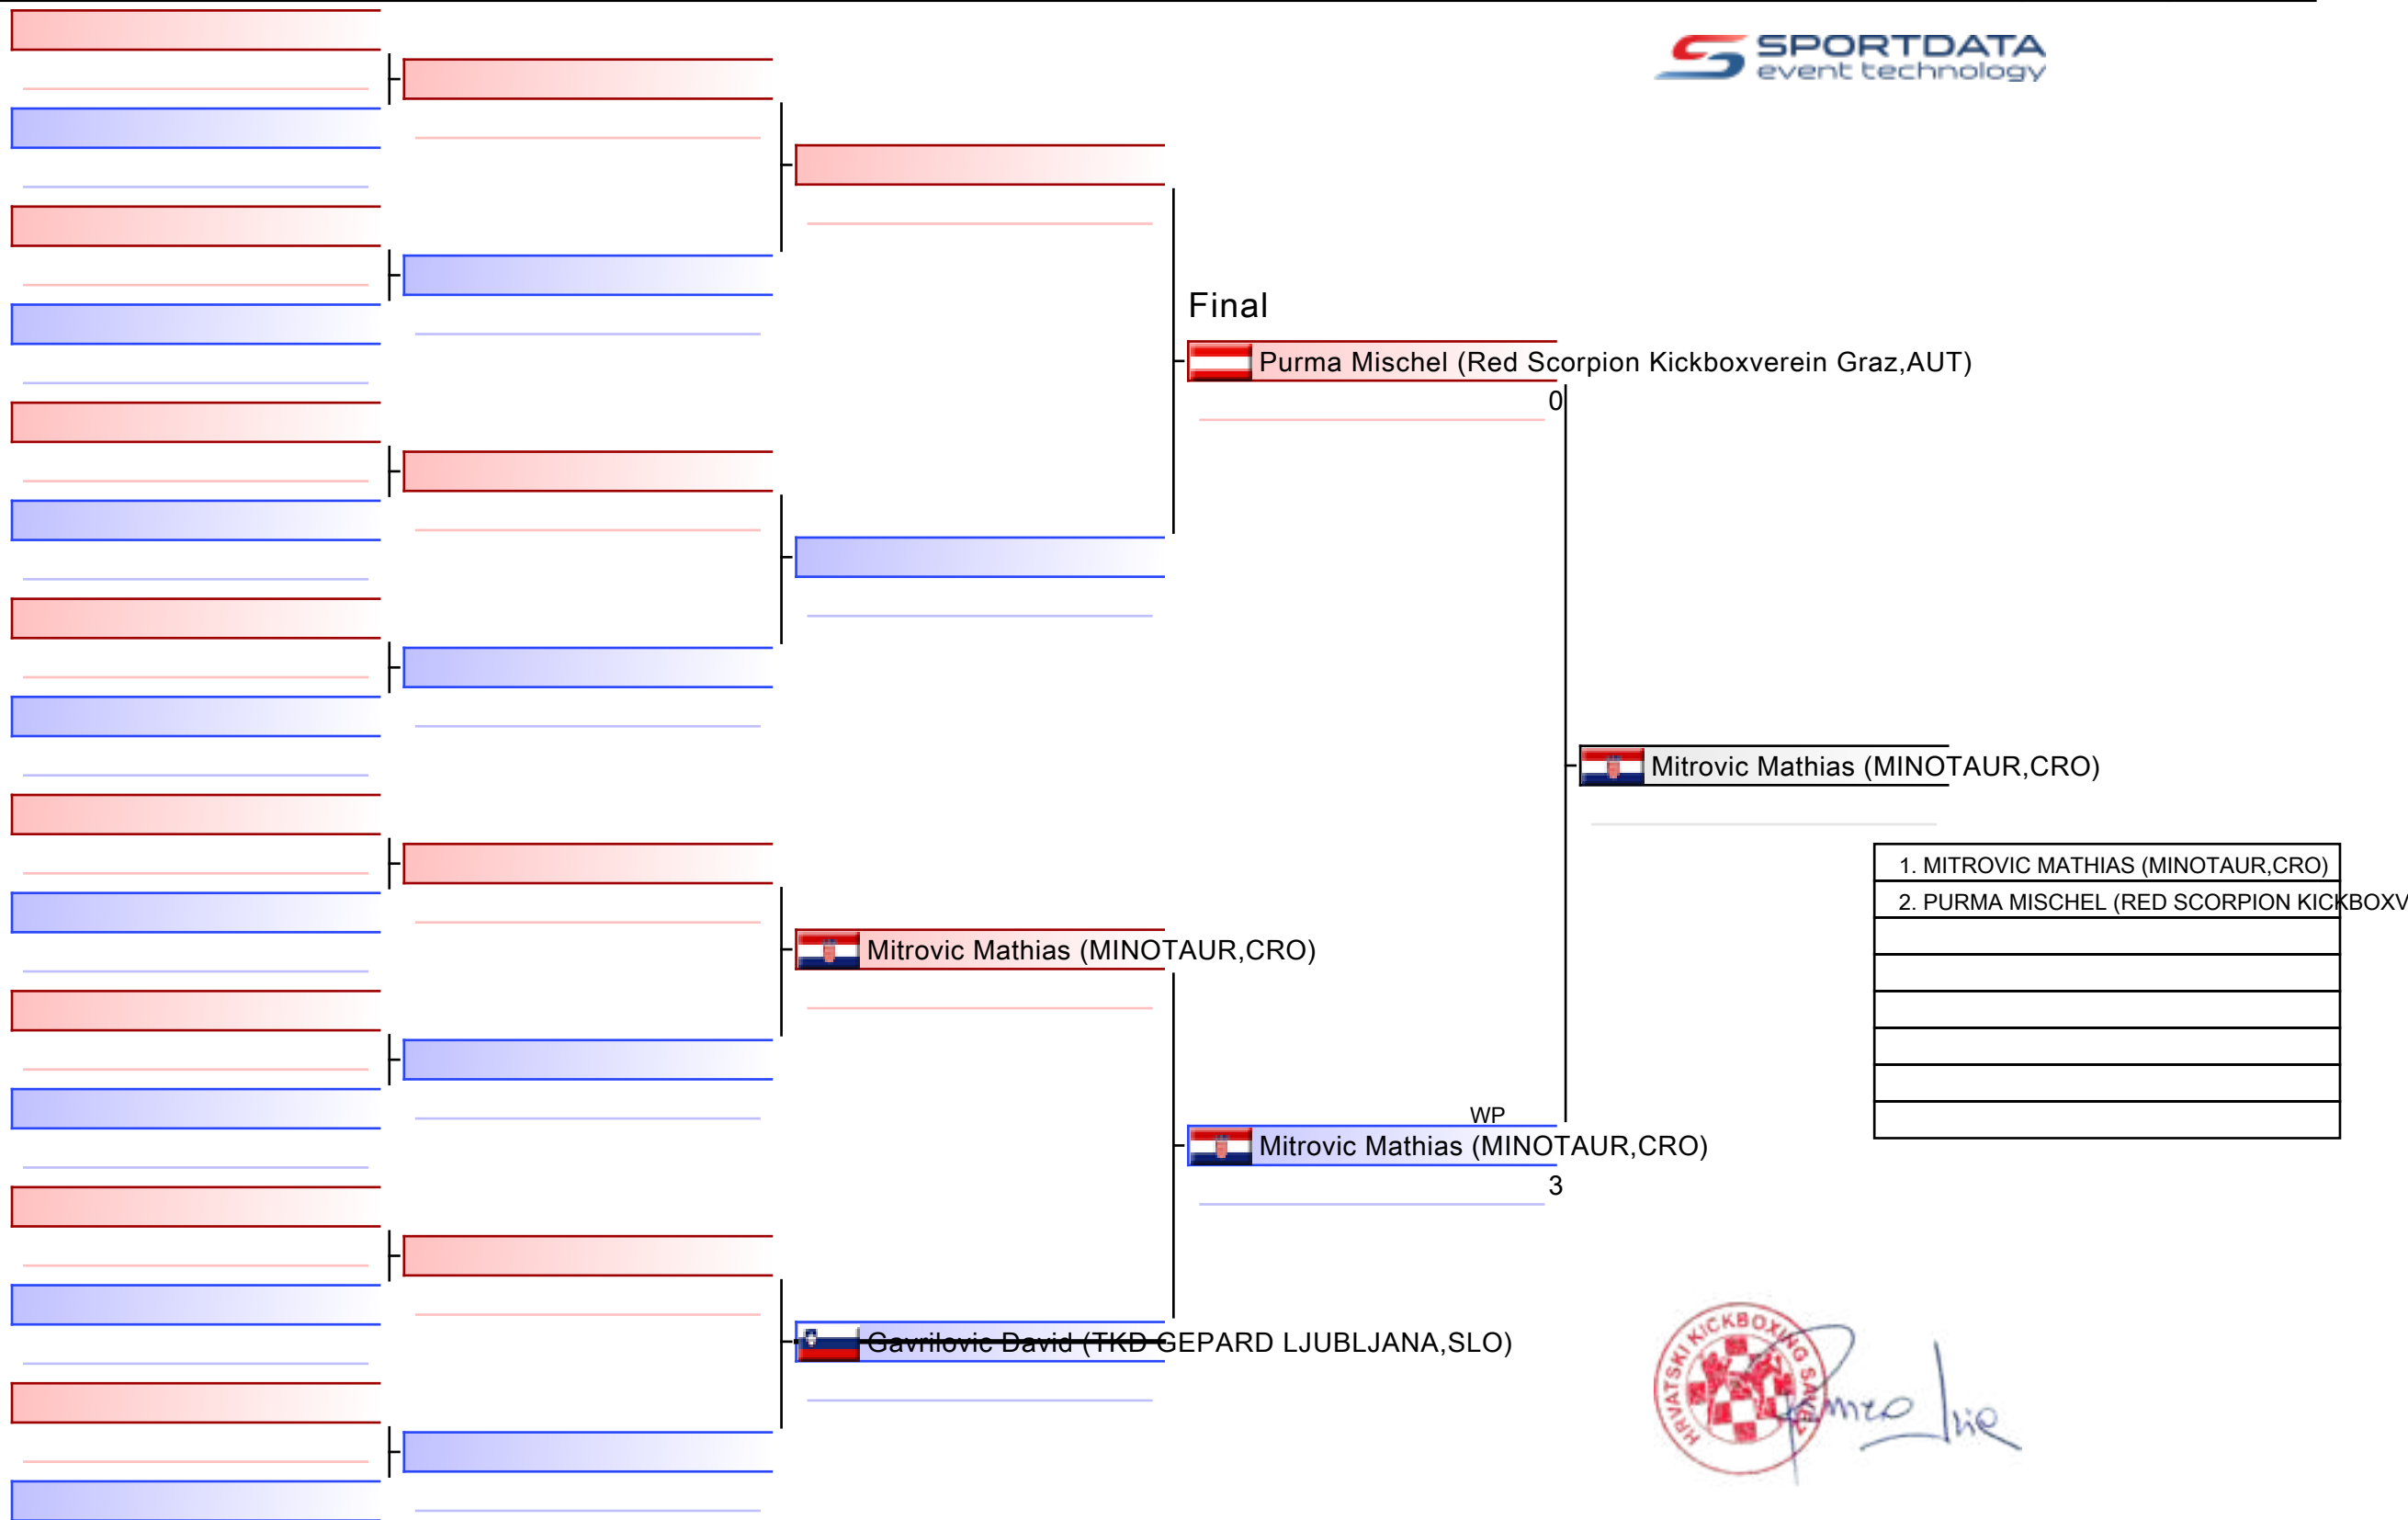 SPORTDATA
event technology
Final
Purma Mischel (Red Scorpion Kickboxverein Graz,AUT)
0
Mitrovic Mathias (MINOTAUR,CRO)
1. MITROVIC MATHIAS (MINOTAUR,CRO)
2. PURMA MISCHEL (RED SCORPION KICKBOXV
Mitrovic Mathias (MINOTAUR,CRO)
WP
Mitrovic Mathias (MINOTAUR,CRO)
3
Gavrilovic David (TKD GEPARD LJUBLJANA,SLO)
HRVATSKI KICKBOXING SAVEZ